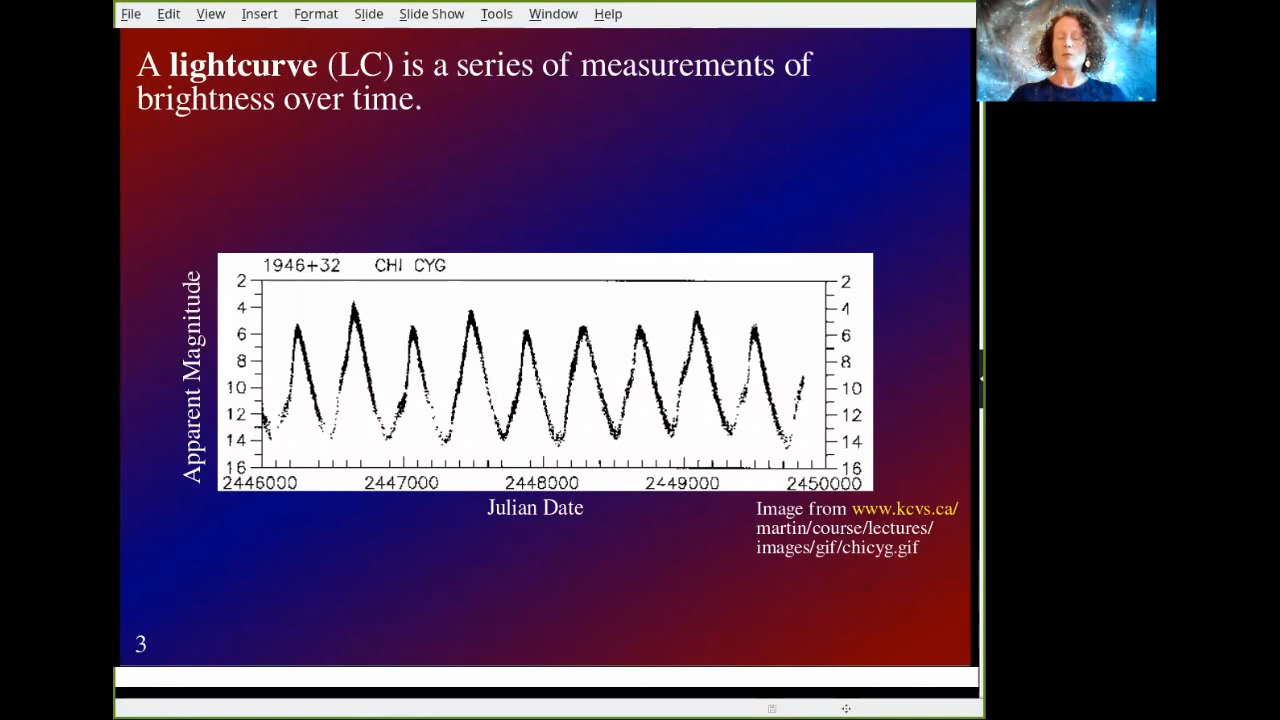 File Edit View Insert Format Slide Slide Show Tools Window Help
A lightcurve (LC) is a series of measurements of
brightness over time.
1946+32 CHI CYG
Apparent Magnitude
2 2
4 4
6 6
8 8
10 10
12 12
14 14
16 16
2446000 2447000 2448000 2449000 2450000
Julian Date
Image from www.kcvs.ca/
martin/course/lectures/
images/gif/chicyg.gif
3